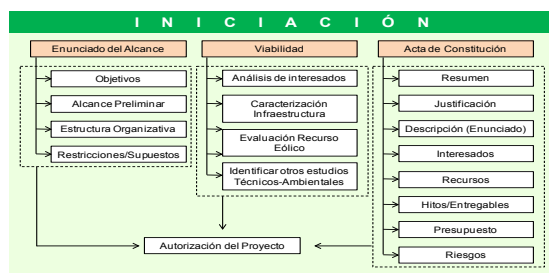 INICIACIÓN
Enunciado del Alcance
Objetivos
Alcance Preliminar
Estructura Organizativa
Restricciones/Supuestos
Viabilidad
Análisis de interesados
Caracterización
Infraestructura
Evaluación Recurso
Eólico
Identificar otros estudios
Técnicos-Ambientales
Acta de Constitución
Resumen
Justificación
Descripción (Enunciado)
Interesados
Recursos
Hitos/Entregables
Presupuesto
Riesgos
Autorización del Proyecto